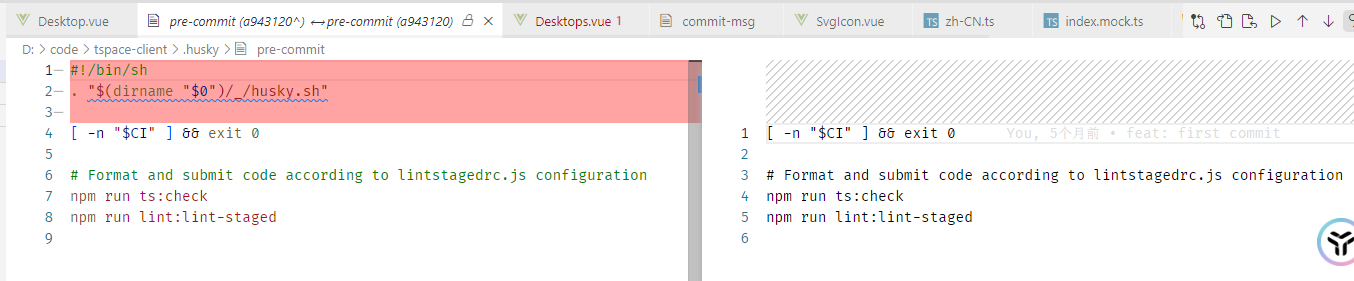 Desktop.vue
pre-commit (a943120^) ↔ pre-commit (a943120)
Desktops.vue 1
commit-msg
SvgIcon.vue
TS zh-CN.ts
TS index.mock.ts
D: > code > tspace-client > .husky > pre-commit
1 #!/bin/sh
2 . "$(dirname "$0")/_/husky.sh"
3
4 [ -n "$CI" ] && exit 0
5
6 # Format and submit code according to lintstagedrc.js configuration
7 npm run ts:check
8 npm run lint:lint-staged
9
1 [ -n "$CI" ] && exit 0 You, 5个月前 • feat: first commit
2
3 # Format and submit code according to lintstagedrc.js configuration
4 npm run ts:check
5 npm run lint:lint-staged
6